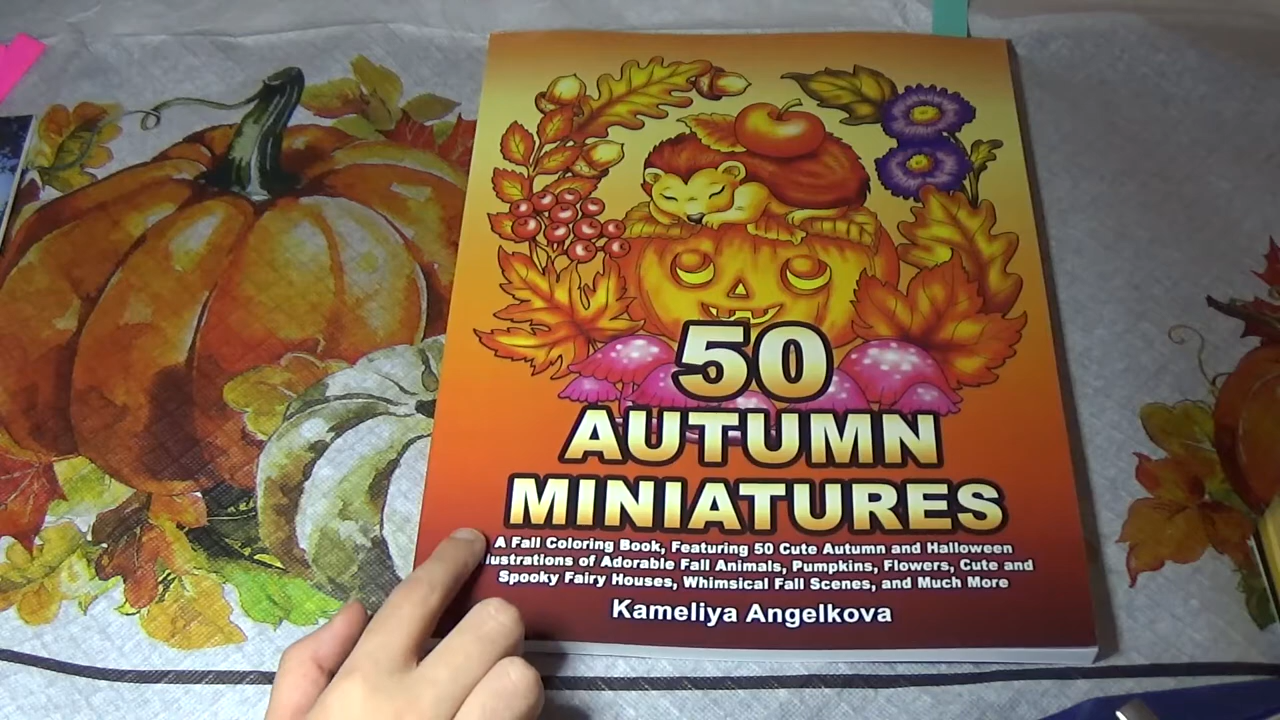 50
AUTUMN
MINIATURES
A Fall Coloring Book, Featuring 50 Cute Autumn and Halloween
lustrations of Adorable Fall Animals, Pumpkins, Flowers, Cute and
Spooky Fairy Houses, Whimsical Fall Scenes, and Much More
Kameliya Angelkova